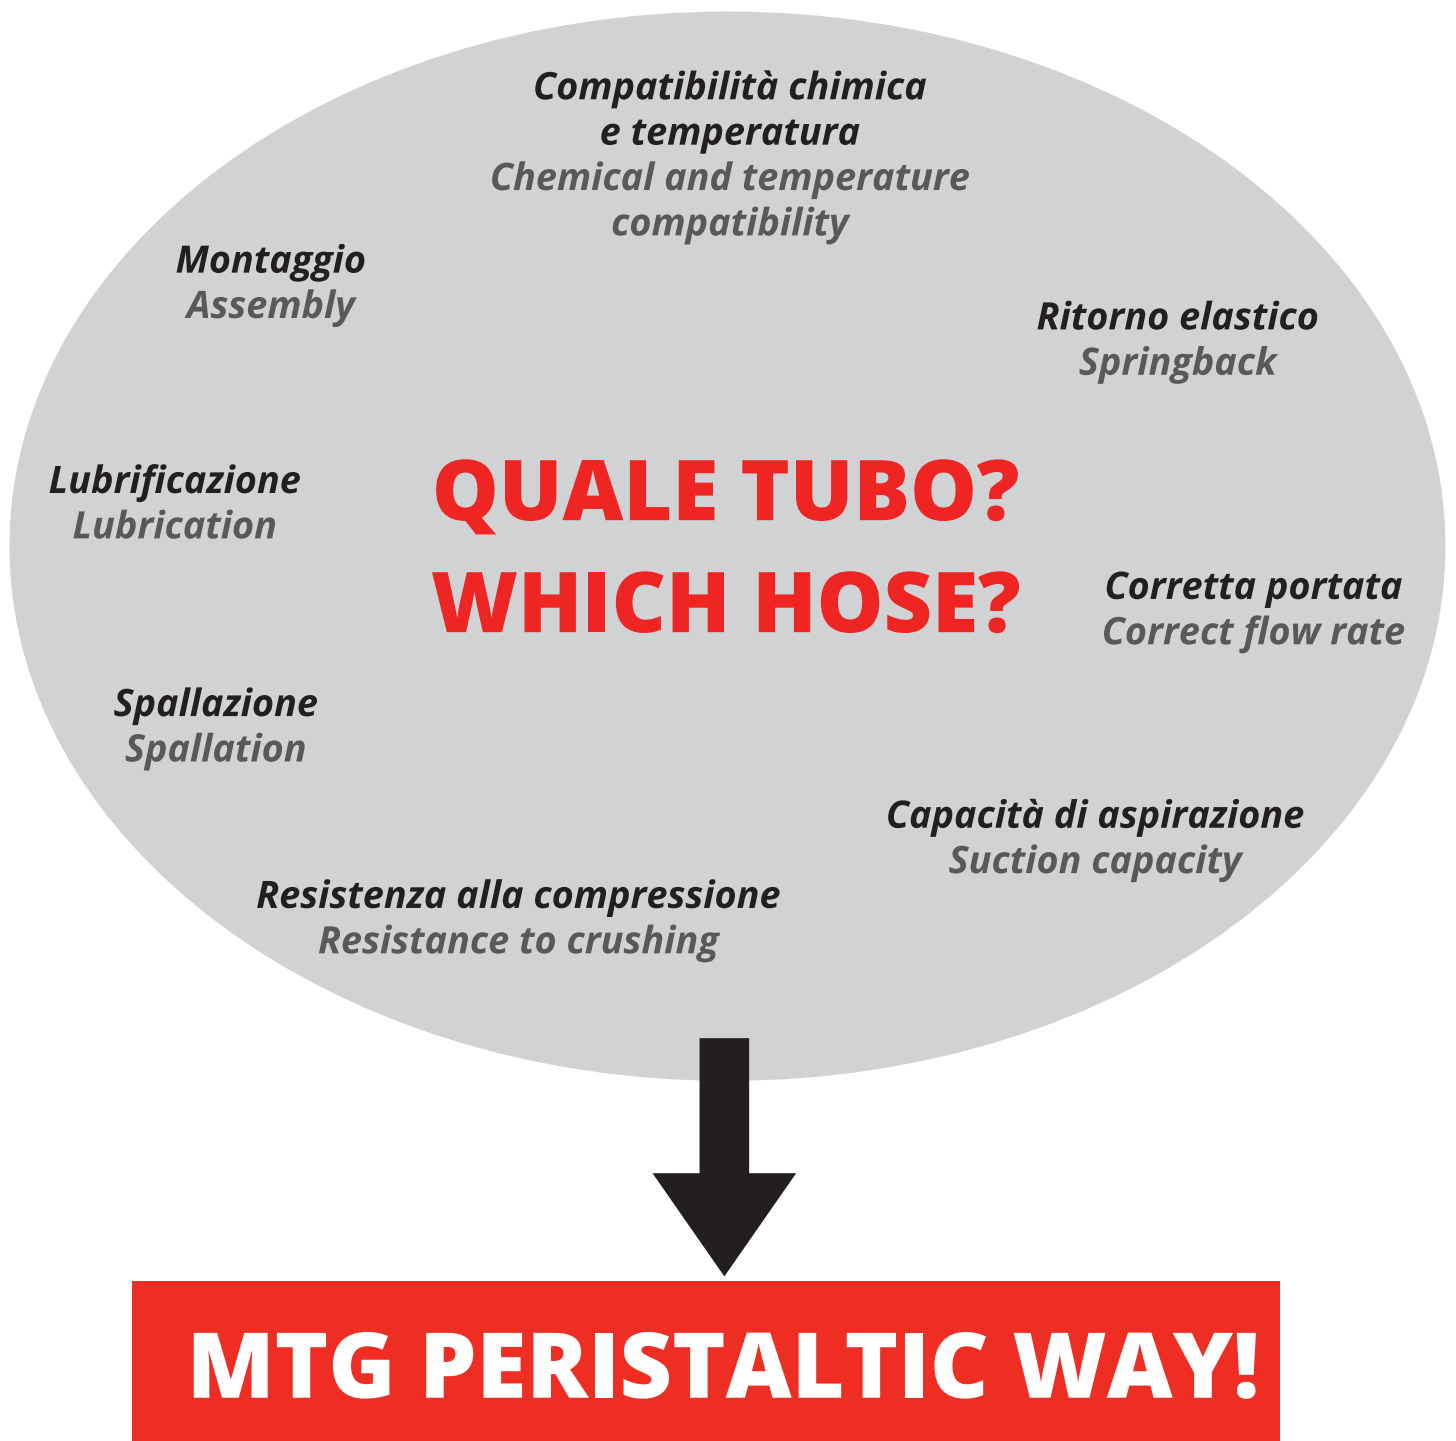 Compatibilità chimica
e temperatura
Chemical and temperature
compatibility
Montaggio
Assembly
Ritorno elastico
Springback
Lubrificazione
Lubrication
QUALE TUBO?
WHICH HOSE?
Corretta portata
Correct flow rate
Spallazione
Spallation
Capacità di aspirazione
Suction capacity
Resistenza alla compressione
Resistance to crushing
MTG PERISTALTIC WAY!